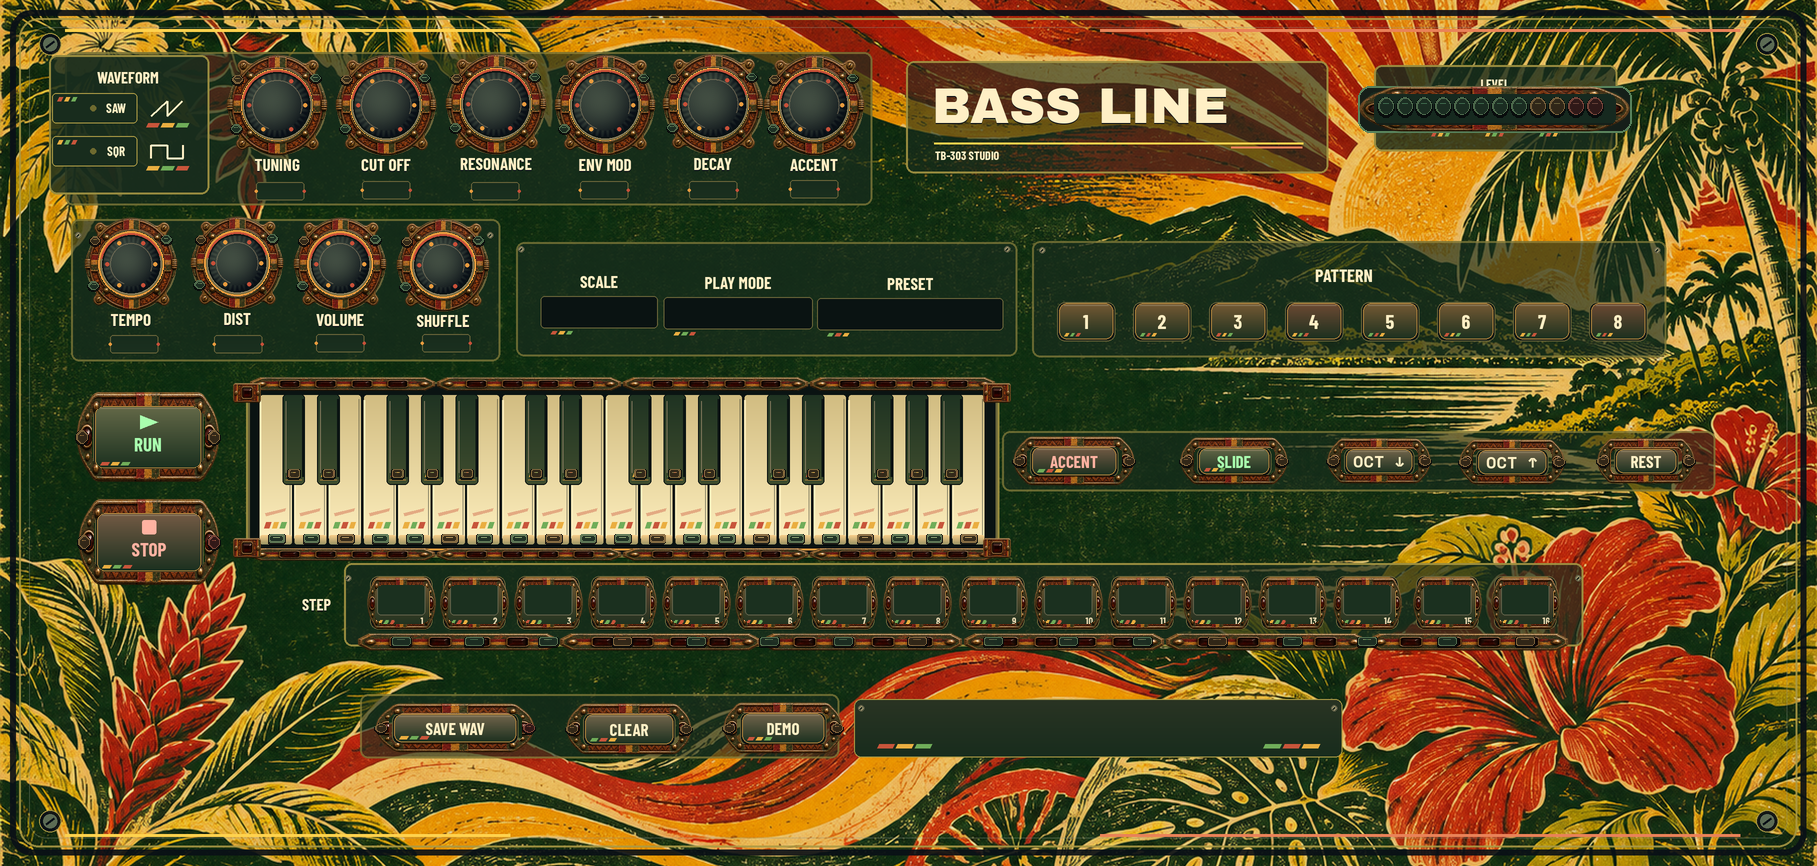 WAVEFORM
SAW
SQR
TUNING
CUT OFF
RESONANCE
ENV MOD
DECAY
ACCENT
BASS LINE
TB-303 STUDIO
LEVEL
TEMPO
DIST
VOLUME
SHUFFLE
SCALE
PLAY MODE
PRESET
PATTERN
1 2 3 4 5 6 7 8
RUN
STOP
ACCENT
SLIDE
OCT ↓
OCT ↑
REST
STEP
1 2 3 4 5 6 7 8 9 10 11 12 13 14 15 16
SAVE WAV
CLEAR
DEMO